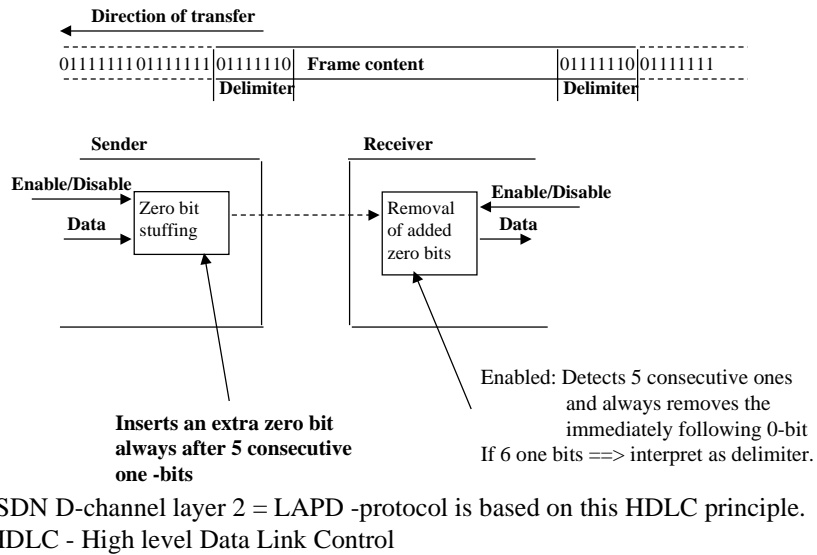 Direction of transfer
0111111101111111 01111110 Frame content 01111110 01111111
Delimiter Delimiter
Sender Receiver
Enable/Disable Enable/Disable
Zero bit
stuffing
Data
Removal
of added
zero bits
Data
Enabled: Detects 5 consecutive ones
and always removes the
immediately following 0-bit
If 6 one bits ==> interpret as delimiter.
Inserts an extra zero bit
always after 5 consecutive
one -bits
SDN D-channel layer 2 = LAPD -protocol is based on this HDLC principle.
HDLC - High level Data Link Control